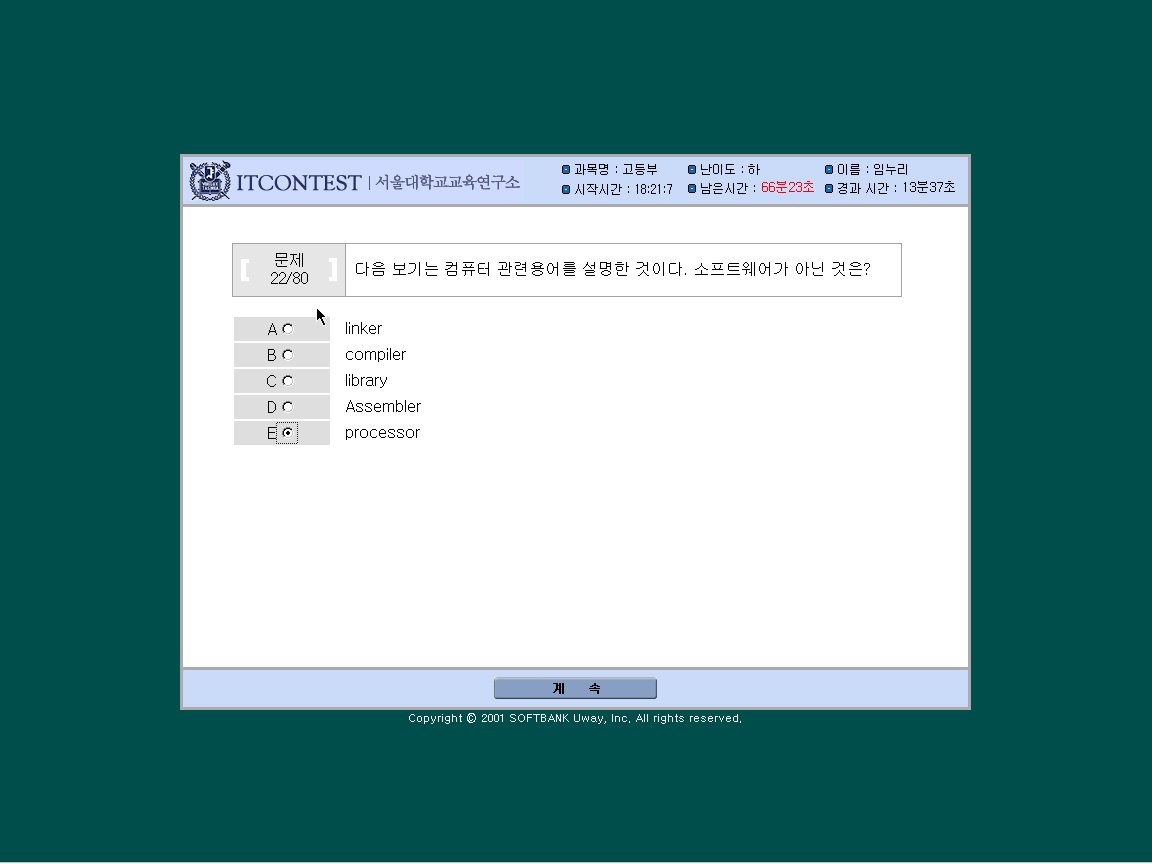 ITCONTEST | 서울대학교교육연구소
과목명 : 고등부 난이도 : 하 이름 : 임누리
시작시간 : 18:21:7 남은시간 : 66분23초 경과 시간 : 13분37초
[ 문제 22/80 ]
다음 보기는 컴퓨터 관련용어를 설명한 것이다. 소프트웨어가 아닌 것은?
A linker
B compiler
C library
D Assembler
E processor
계 속
Copyright © 2001 SOFTBANK Uway, Inc, All rights reserved,